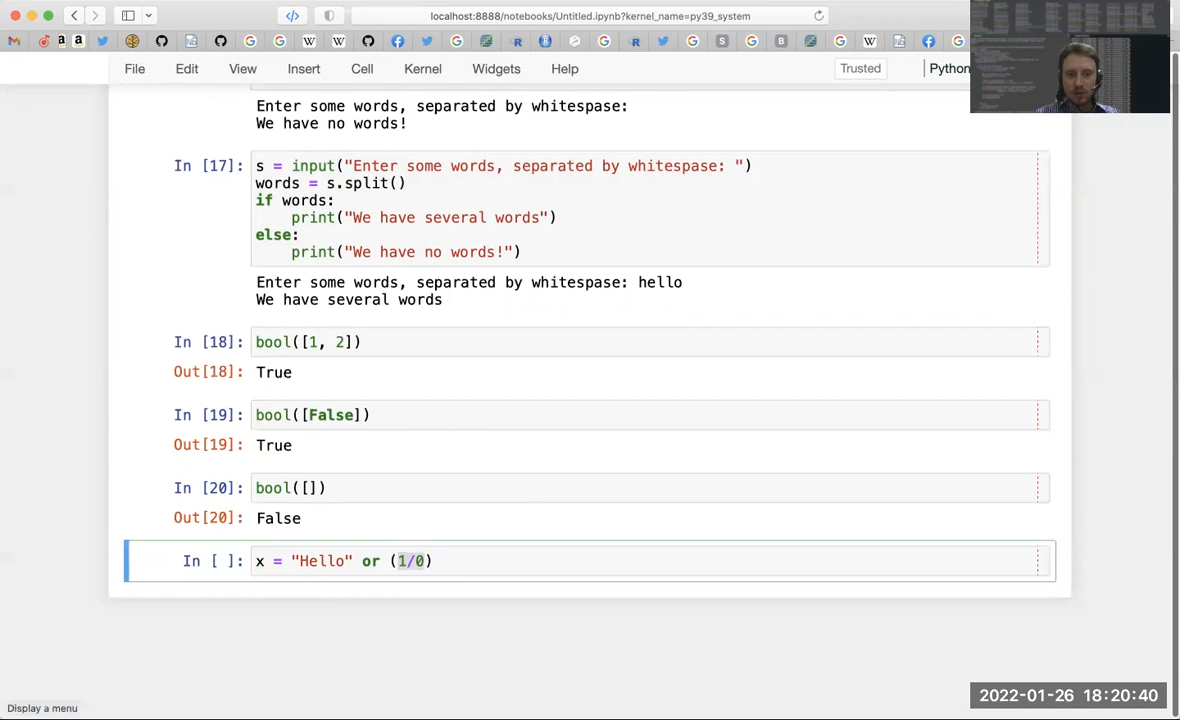 localhost:8888/notebooks/Untitled.ipynb?kernel_name=py39_system
File Edit View Insert Cell Kernel Widgets Help Trusted Python
Enter some words, separated by whitespase:
We have no words!
In [17]: s = input("Enter some words, separated by whitespase: ")
words = s.split()
if words:
    print("We have several words")
else:
    print("We have no words!")
Enter some words, separated by whitespase: hello
We have several words
In [18]: bool([1, 2])
Out[18]: True
In [19]: bool([False])
Out[19]: True
In [20]: bool([])
Out[20]: False
In [ ]: x = "Hello" or (1/0)
2022-01-26 18:20:40
Display a menu